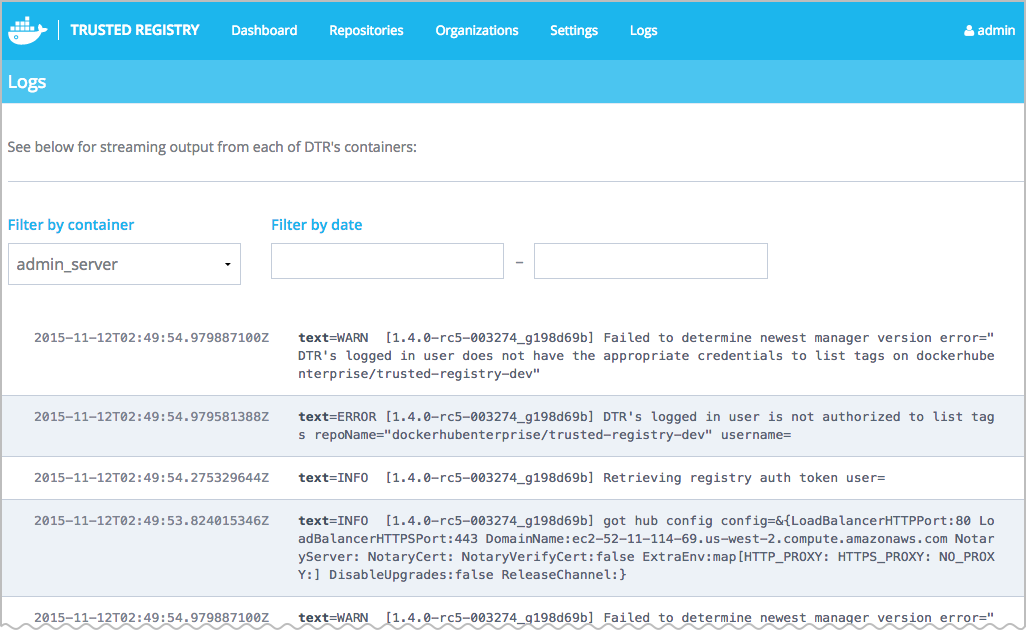 TRUSTED REGISTRY Dashboard Repositories Organizations Settings Logs admin
Logs
See below for streaming output from each of DTR's containers:
Filter by container Filter by date
admin_server –
2015-11-12T02:49:54.979887100Z text=WARN [1.4.0-rc5-003274_g198d69b] Failed to determine newest manager version error="
DTR's logged in user does not have the appropriate credentials to list tags on dockerhube
nterprise/trusted-registry-dev"
2015-11-12T02:49:54.979581388Z text=ERROR [1.4.0-rc5-003274_g198d69b] DTR's logged in user is not authorized to list tag
s repoName="dockerhubenterprise/trusted-registry-dev" username=
2015-11-12T02:49:54.275329644Z text=INFO [1.4.0-rc5-003274_g198d69b] Retrieving registry auth token user=
2015-11-12T02:49:53.824015346Z text=INFO [1.4.0-rc5-003274_g198d69b] got hub config config=&{LoadBalancerHTTPPort:80 Lo
adBalancerHTTPSPort:443 DomainName:ec2-52-11-114-69.us-west-2.compute.amazonaws.com Notar
yServer: NotaryCert: NotaryVerifyCert:false ExtraEnv:map[HTTP_PROXY: HTTPS_PROXY: NO_PROX
Y:] DisableUpgrades:false ReleaseChannel:}
2015-11-12T02:49:54.979887100Z text=WARN [1.4.0-rc5-003274_g198d69b] Failed to determine newest manager version error="